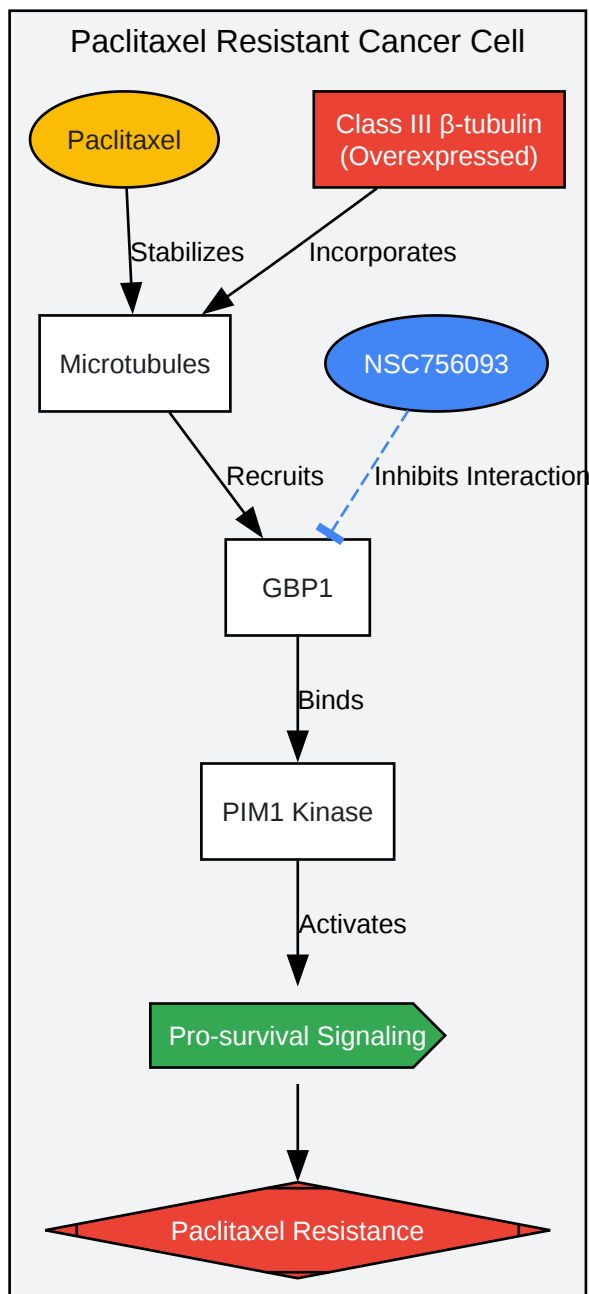 Paclitaxel Resistant Cancer Cell
Paclitaxel
Class III β-tubulin
(Overexpressed)
Stabilizes
Incorporates
Microtubules
NSC756093
Recruits
Inhibits Interaction
GBP1
Binds
PIM1 Kinase
Activates
Pro-survival Signaling
Paclitaxel Resistance